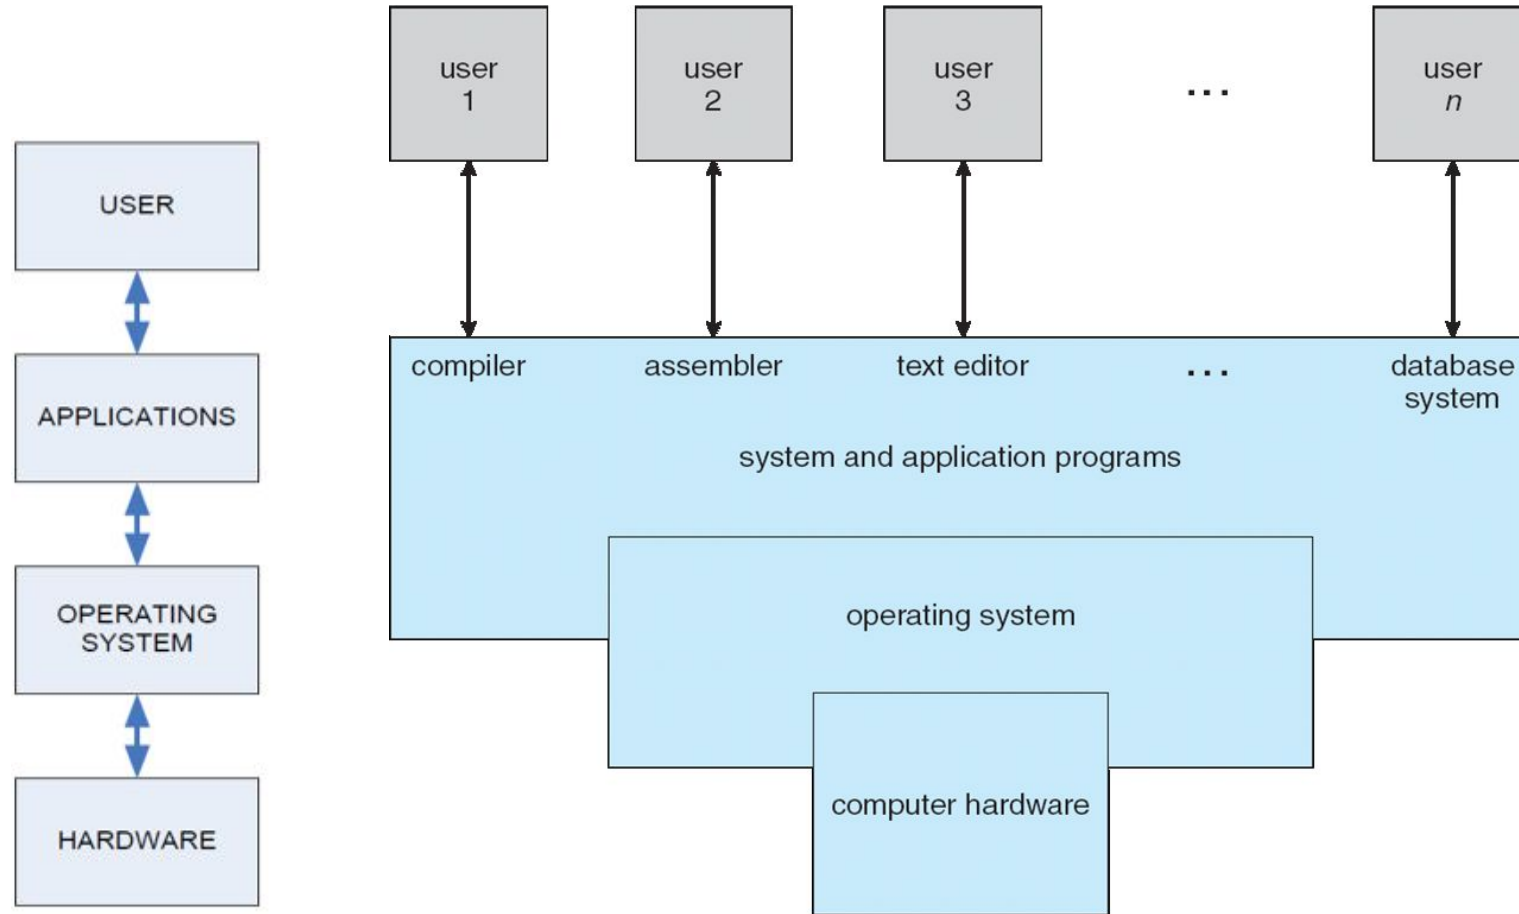 USER
APPLICATIONS
OPERATING
SYSTEM
HARDWARE
user
1
user
2
user
3
...
user
n
compiler
assembler
text editor
...
database
system
system and application programs
operating system
computer hardware